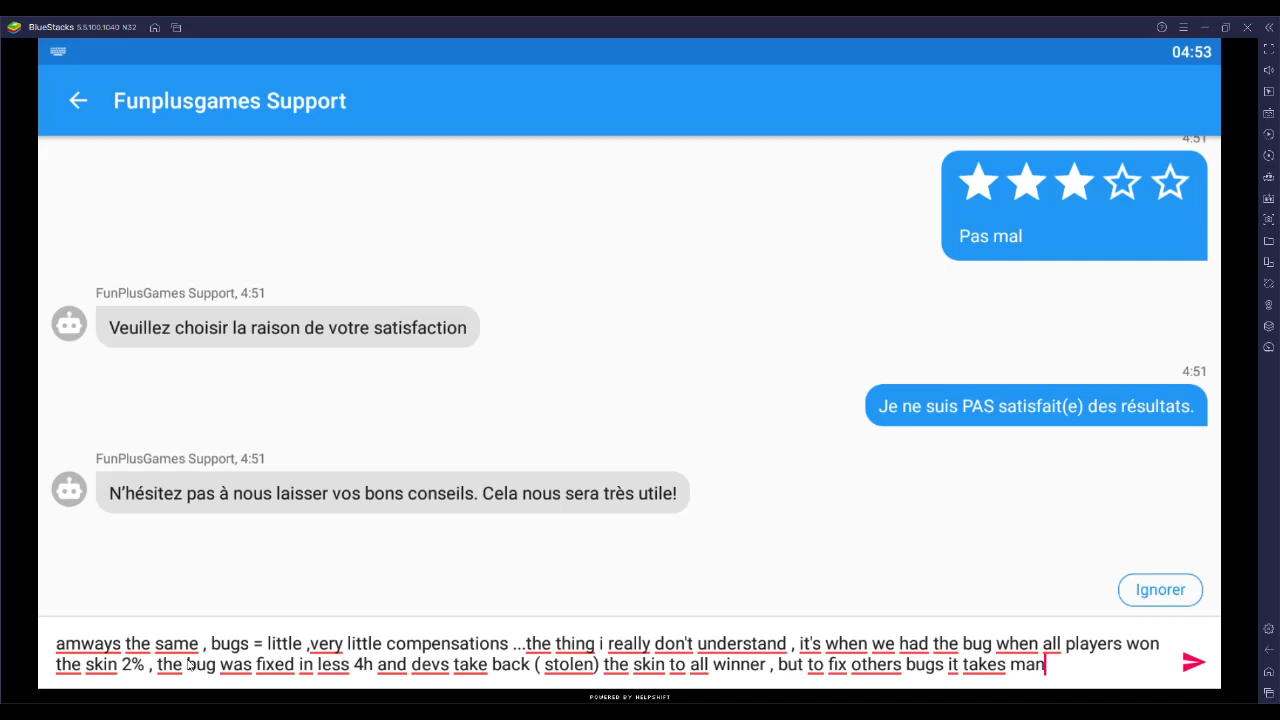 BlueStacks 5.5.100.1040 N32
04:53
Funplusgames Support
4:51
Pas mal
FunPlusGames Support, 4:51
Veuillez choisir la raison de votre satisfaction
4:51
Je ne suis PAS satisfait(e) des résultats.
FunPlusGames Support, 4:51
N'hésitez pas à nous laisser vos bons conseils. Cela nous sera très utile!
Ignorer
amways the same , bugs = little ,very little compensations ...the thing i really don't understand , it's when we had the bug when all players won
the skin 2% , the bug was fixed in less 4h and devs take back ( stolen) the skin to all winner , but to fix others bugs it takes man
POWERED BY HELPSHIFT